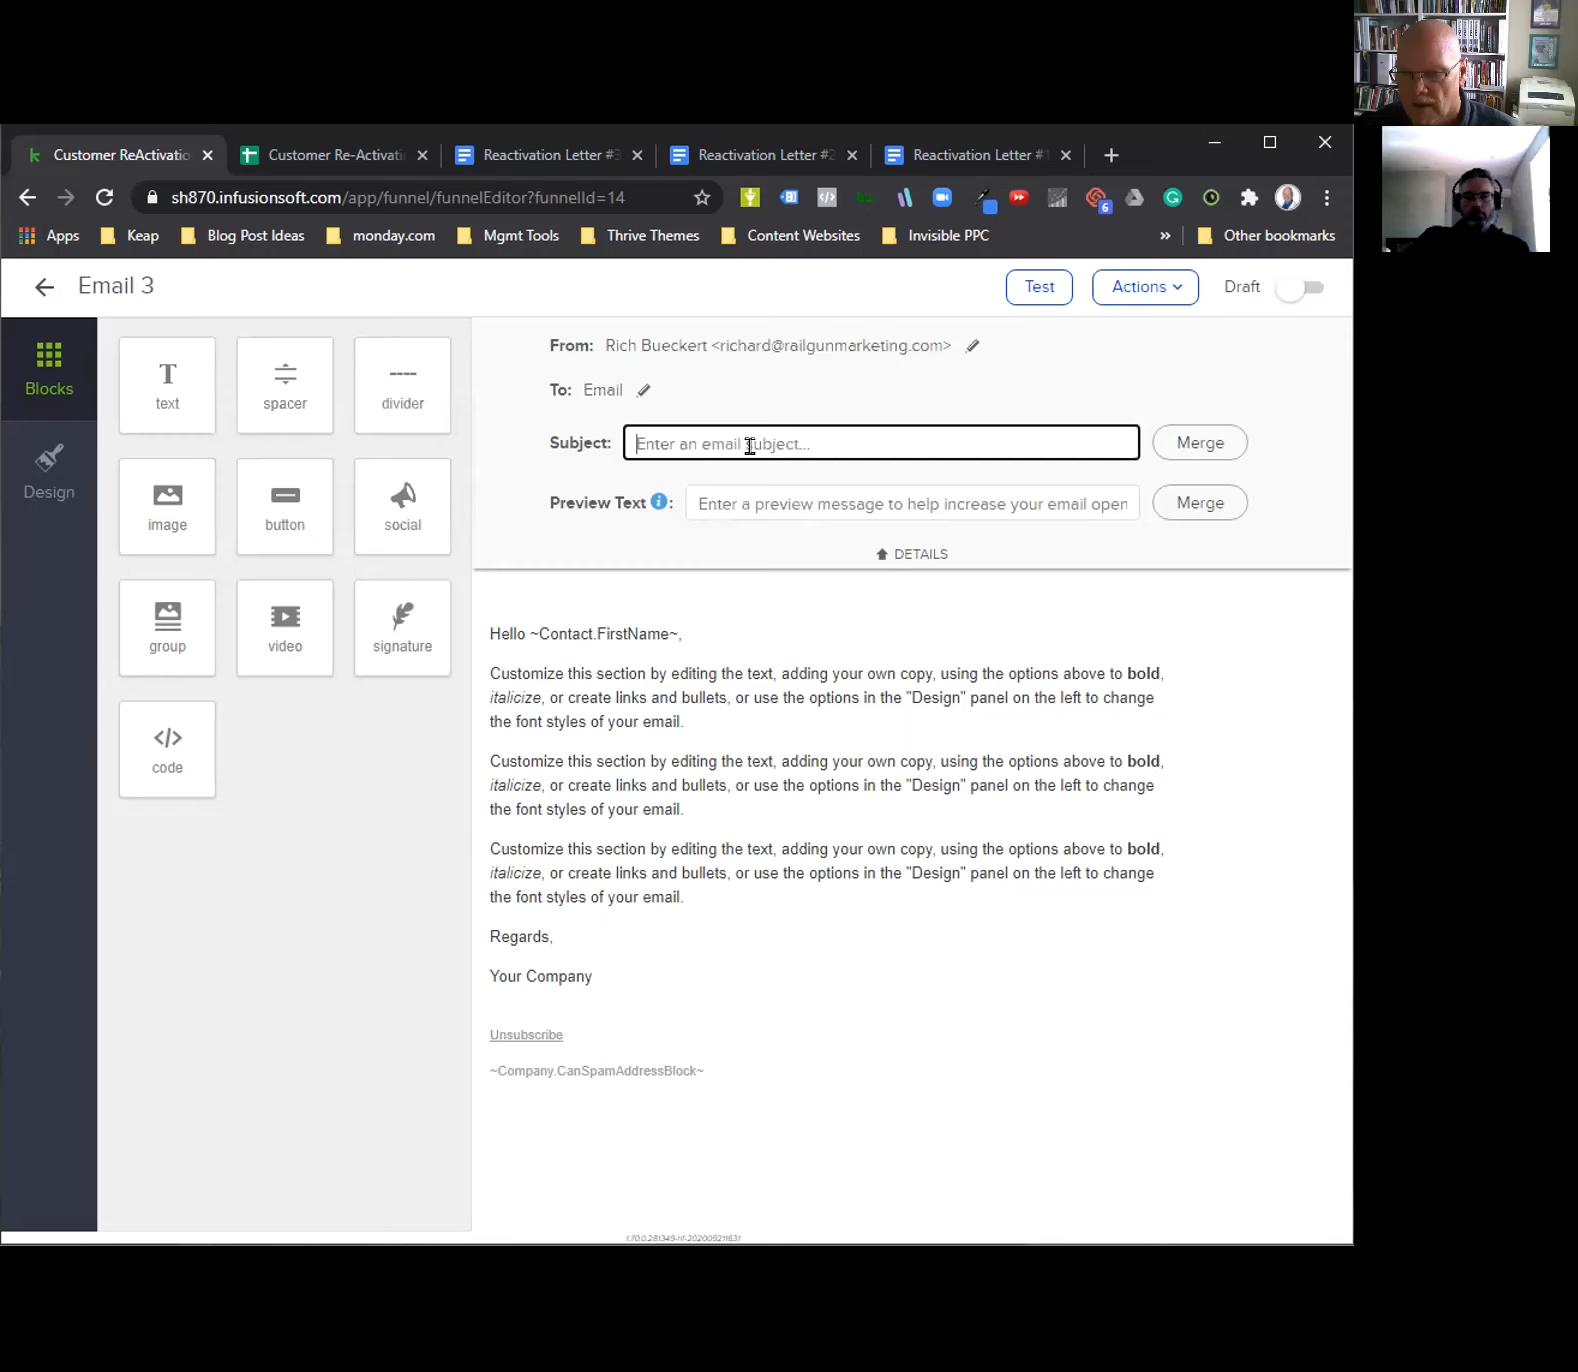 Customer ReActivatio
Customer Re-Activati
Reactivation Letter #3
Reactivation Letter #2
Reactivation Letter #1
sh870.infusionsoft.com/app/funnel/funnelEditor?funnelId=14
6
Apps
Keap
Blog Post Ideas
monday.com
Mgmt Tools
Thrive Themes
Content Websites
Invisible PPC
»
Other bookmarks
Email 3
Test
Actions
Draft
Blocks
Design
text
spacer
divider
image
button
social
group
video
signature
code
From: Rich Bueckert <richard@railgunmarketing.com>
To: Email
Subject: Enter an email subject...
Merge
Preview Text : Enter a preview message to help increase your email open
Merge
DETAILS
Hello ~Contact.FirstName~,
Customize this section by editing the text, adding your own copy, using the options above to bold,
italicize, or create links and bullets, or use the options in the "Design" panel on the left to change
the font styles of your email.
Customize this section by editing the text, adding your own copy, using the options above to bold,
italicize, or create links and bullets, or use the options in the "Design" panel on the left to change
the font styles of your email.
Customize this section by editing the text, adding your own copy, using the options above to bold,
italicize, or create links and bullets, or use the options in the "Design" panel on the left to change
the font styles of your email.
Regards,
Your Company
Unsubscribe
~Company.CanSpamAddressBlock~